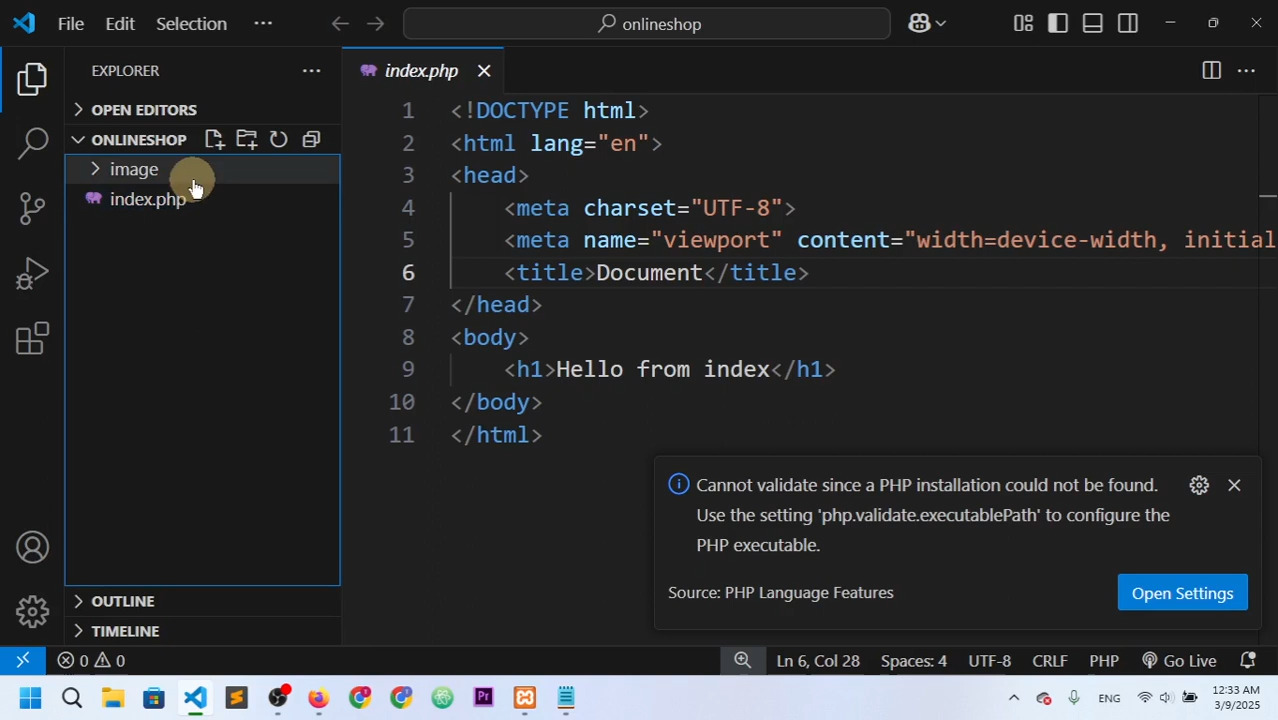 File Edit Selection ··· onlineshop
EXPLORER ···
index.php
OPEN EDITORS
ONLINESHOP
image
index.php
1 <!DOCTYPE html>
2 <html lang="en">
3 <head>
4 <meta charset="UTF-8">
5 <meta name="viewport" content="width=device-width, initial
6 <title>Document</title>
7 </head>
8 <body>
9 <h1>Hello from index</h1>
10 </body>
11 </html>
Cannot validate since a PHP installation could not be found.
Use the setting 'php.validate.executablePath' to configure the
PHP executable.
Source: PHP Language Features
Open Settings
OUTLINE
TIMELINE
0 0 Ln 6, Col 28 Spaces: 4 UTF-8 CRLF PHP Go Live
Pr
ENG
12:33 AM
3/9/2025